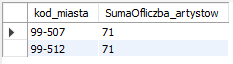 kod_miasta SumaOfliczba_artystow
99-507 71
99-512 71